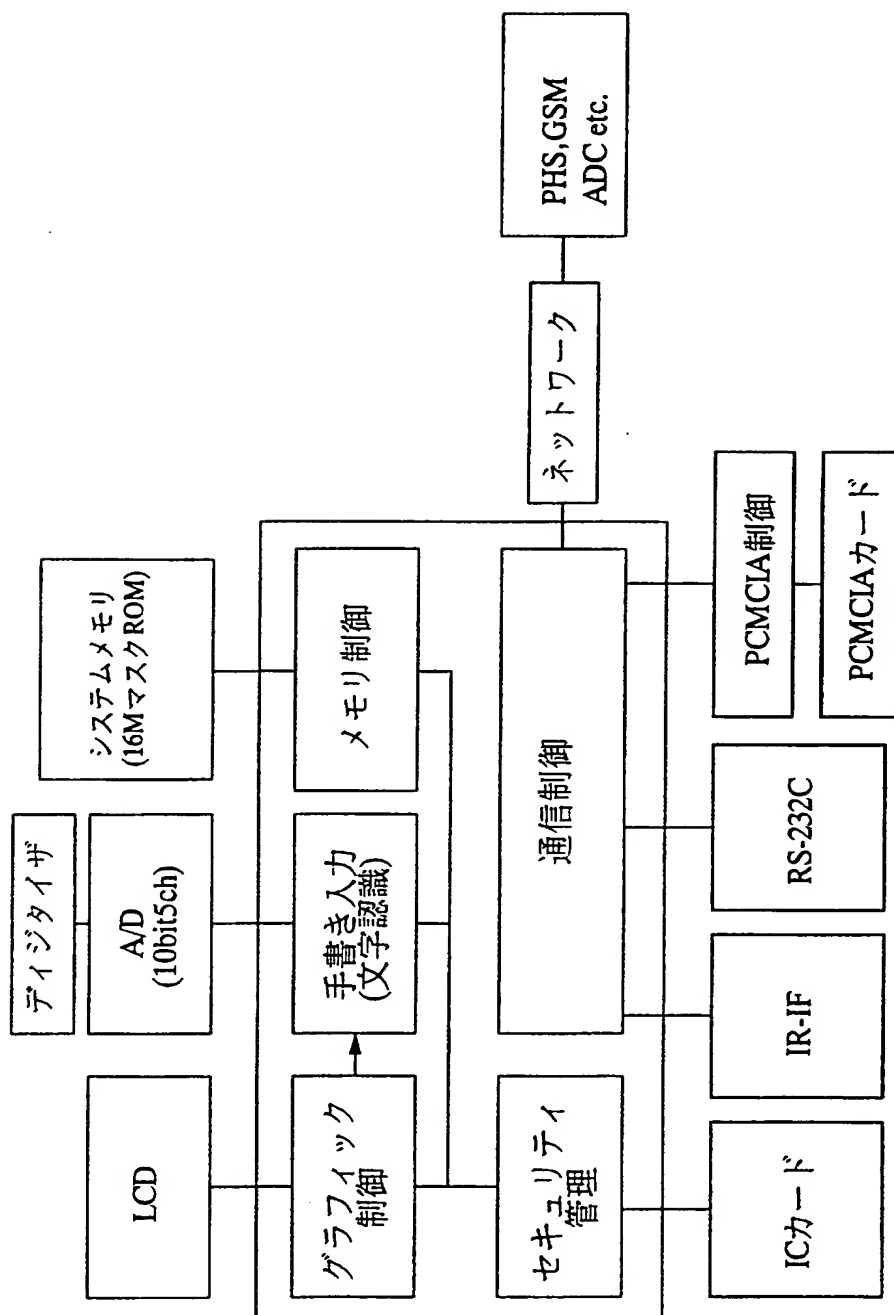 LCD
ディジタイザ
A/D
(10bit5ch)
システムメモリ
(16MマスクROM)
グラフィック
制御
手書き入力
(文字認識)
メモリ制御
セキュリティ
管理
通信制御
ネットワーク
PHS,GSM
ADC etc.
ICカード
IR-IF
RS-232C
PCMCIA制御
PCMCIAカード